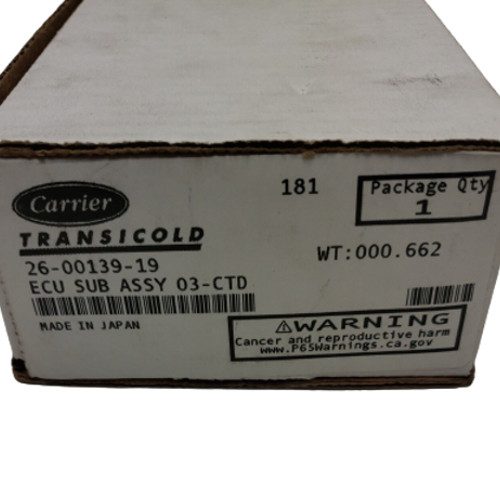 181
Package Qty
1
Carrier
TRANSICOLD
WT:000.662
26-00139-19
ECU SUB ASSY 03-CTD
MADE IN JAPAN
⚠WARNING
Cancer and reproductive harm
www.P65Warnings.ca.gov